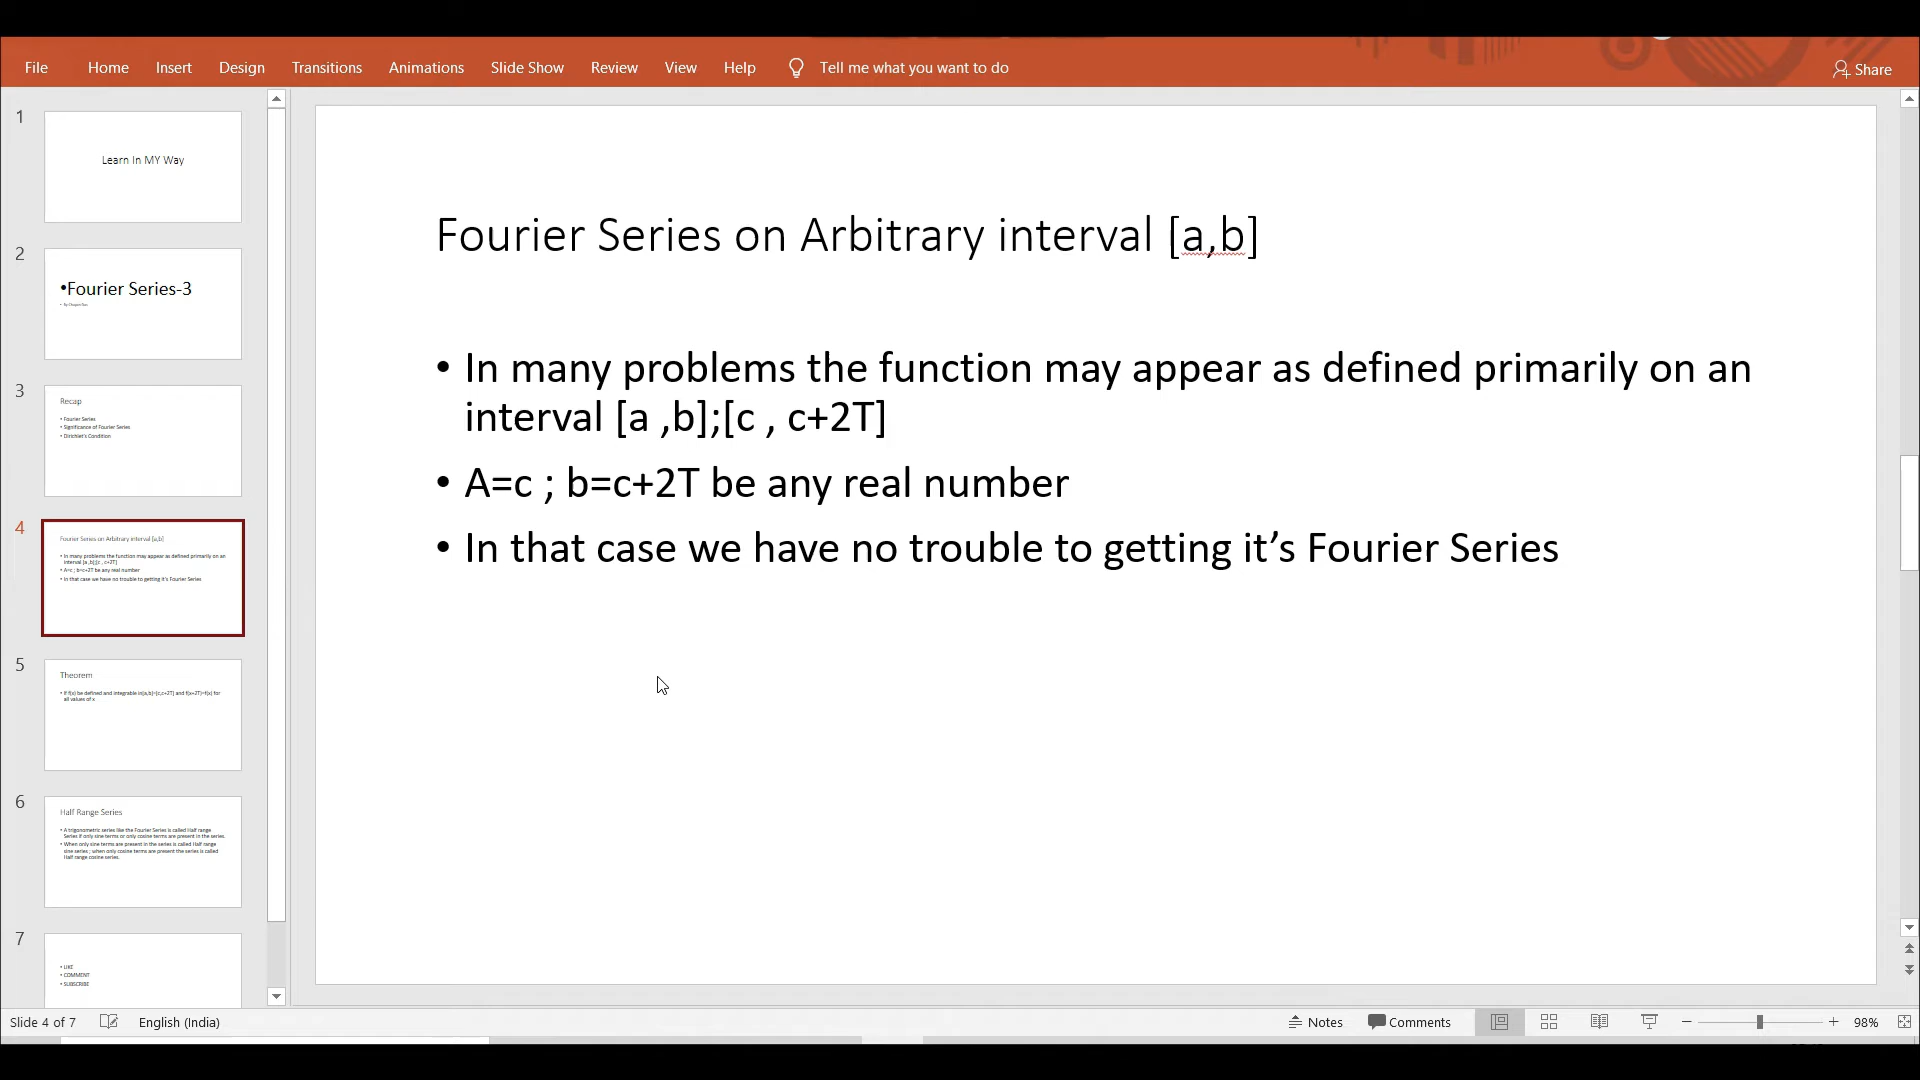 File Home Insert Design Transitions Animations Slide Show Review View Help Tell me what you want to do Share
1
Learn In MY Way
2
•Fourier Series-3
3
Recap
• Fourier Series
• Significance of Fourier Series
• Dirichlet's Condition
4
Fourier Series on Arbitrary interval [a,b]
• In many problems the function may appear as defined primarily on an
interval [a ,b];[c , c+2T]
• A=c ; b=c+2T be any real number
• In that case we have no trouble to getting it's Fourier Series
5
Theorem
• If f(x) be defined and integrable in[a,b]=[c,c+2T] and f(x+2T)=f(x) for
all values of x
6
Half Range Series
• A trigonometric series like the Fourier Series is called Half range
Series if only sine terms or only cosine terms are present in the series.
• When only sine terms are present in the series is called Half range
sine series ; when only cosine terms are present the series is called
Half range cosine series.
7
• LIKE
• COMMENT
• SUBSCRIBE
Fourier Series on Arbitrary interval [a,b]
• In many problems the function may appear as defined primarily on an
interval [a ,b];[c , c+2T]
• A=c ; b=c+2T be any real number
• In that case we have no trouble to getting it’s Fourier Series
Slide 4 of 7 English (India) Notes Comments 98%